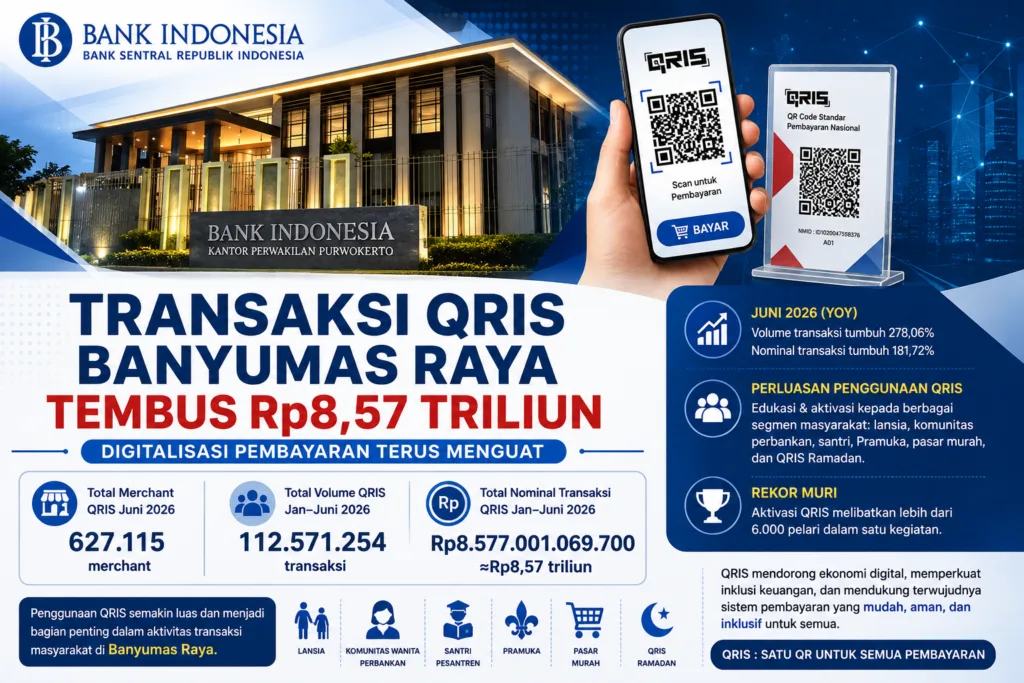 BANK INDONESIA
BANK SENTRAL REPUBLIK INDONESIA
BANK INDONESIA
KANTOR PERWAKILAN PURWOKERTO
QRIS
Scan untuk
Pembayaran
BAYAR
QRIS
QR Code Standar
Pembayaran Nasional
NMID : ID1020047558376
A01
TRANSAKSI QRIS
BANYUMAS RAYA
TEMBUS Rp8,57 TRILIUN
DIGITALISASI PEMBAYARAN TERUS MENGUAT
Total Merchant
QRIS Juni 2026
627.115
merchant
Total Volume QRIS
Jan–Juni 2026
112.571.254
transaksi
Rp
Total Nominal Transaksi
QRIS Jan–Juni 2026
Rp8.577.001.069.700
≈Rp8,57 triliun
JUNI 2026 (YOY)
Volume transaksi tumbuh 278,06%
Nominal transaksi tumbuh 181,72%
PERLUASAN PENGGUNAAN QRIS
Edukasi & aktivasi kepada berbagai
segmen masyarakat: lansia, komunitas
perbankan, santri, Pramuka, pasar murah,
dan QRIS Ramadan.
REKOR MURI
Aktivasi QRIS melibatkan lebih dari
6.000 pelari dalam satu kegiatan.
Penggunaan QRIS semakin luas dan menjadi
bagian penting dalam aktivitas transaksi
masyarakat di Banyumas Raya.
LANSIA
KOMUNITAS WANITA
PERBANKAN
SANTRI
PESANTREN
PRAMUKA
PASAR
MURAH
QRIS
RAMADAN
QRIS mendorong ekonomi digital, memperkuat
inklusi keuangan, dan mendukung terwujudnya
sistem pembayaran yang mudah, aman, dan
inklusif untuk semua.
QRIS : SATU QR UNTUK SEMUA PEMBAYARAN